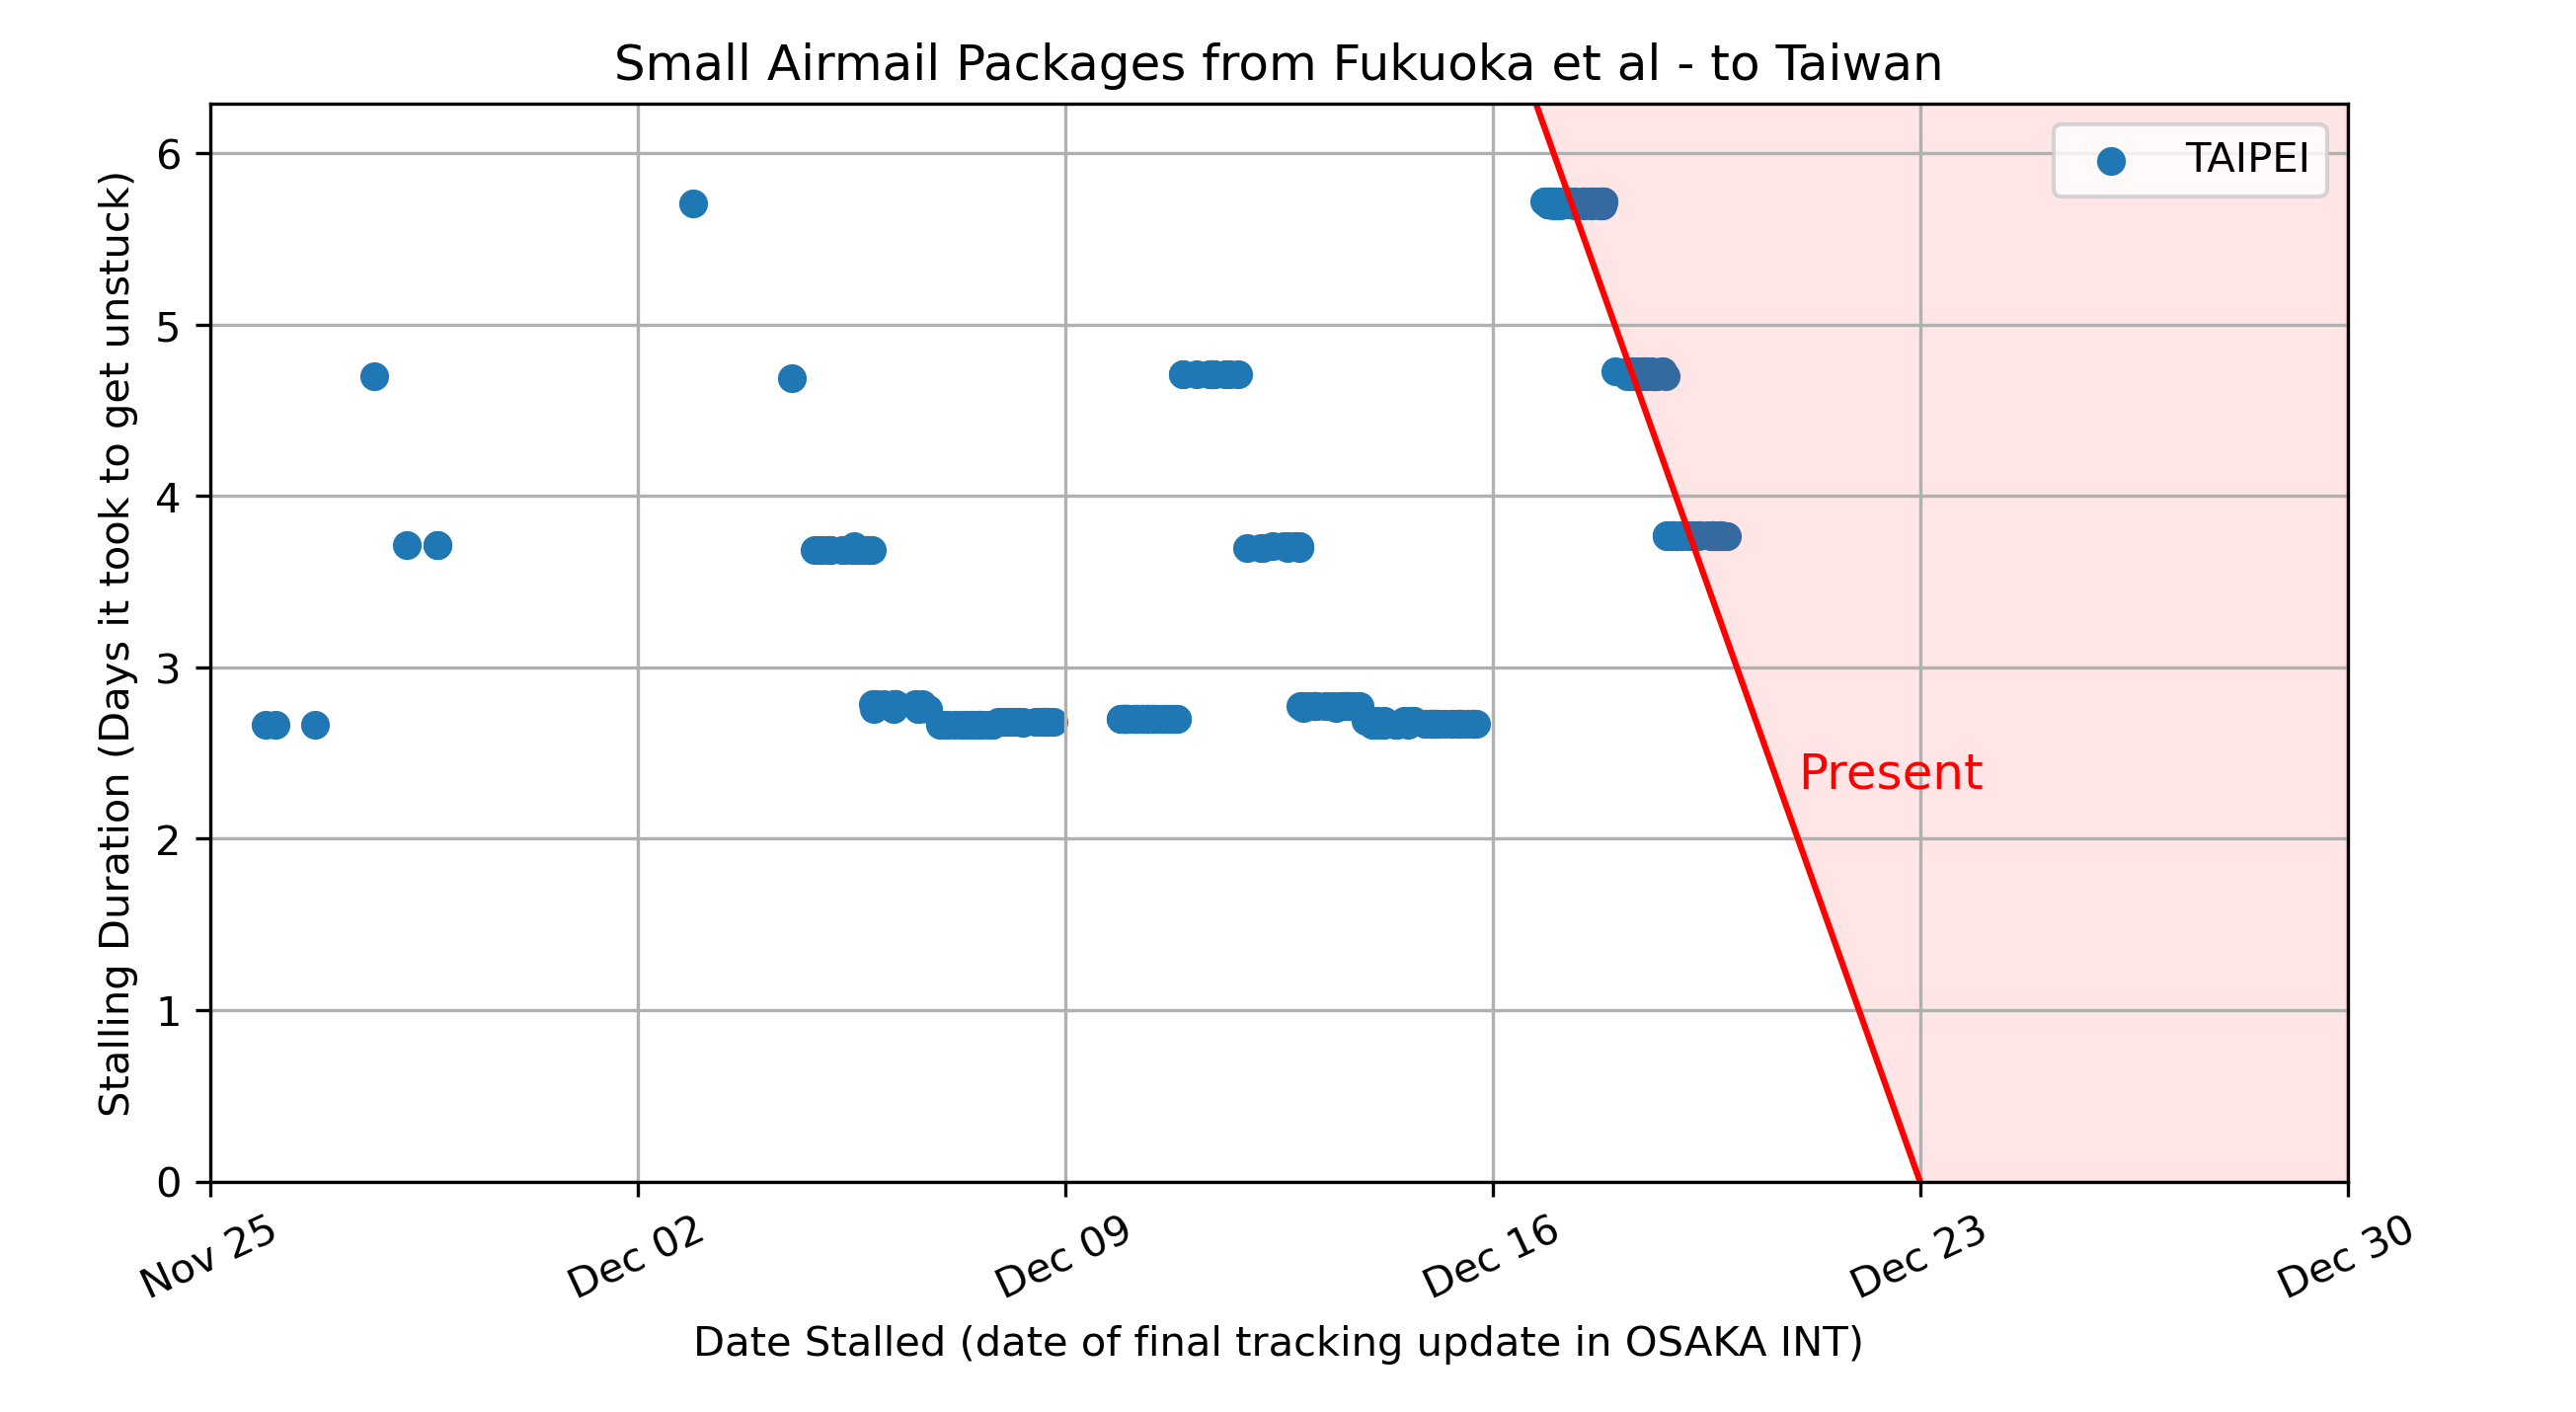 Small Airmail Packages from Fukuoka et al - to Taiwan
TAIPEI
Stalling Duration (Days it took to get unstuck)
6
5
4
3
2
1
0
Present
Nov 25
Dec 02
Dec 09
Dec 16
Dec 23
Dec 30
Date Stalled (date of final tracking update in OSAKA INT)